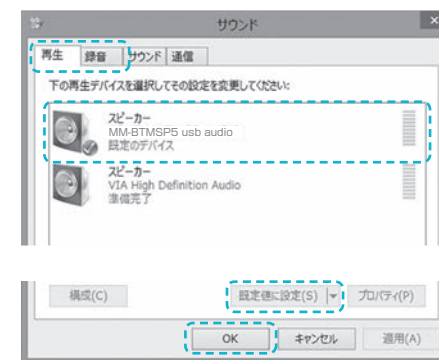 サウンド
再生 録音 サウンド 通信
下の再生デバイスを選択してその設定を変更してください:
スピーカー
MM-BTMSP5 usb audio
既定のデバイス
スピーカー
VIA High Definition Audio
準備完了
構成(C) 既定値に設定(S) プロパティ(P)
OK キャンセル 適用(A)